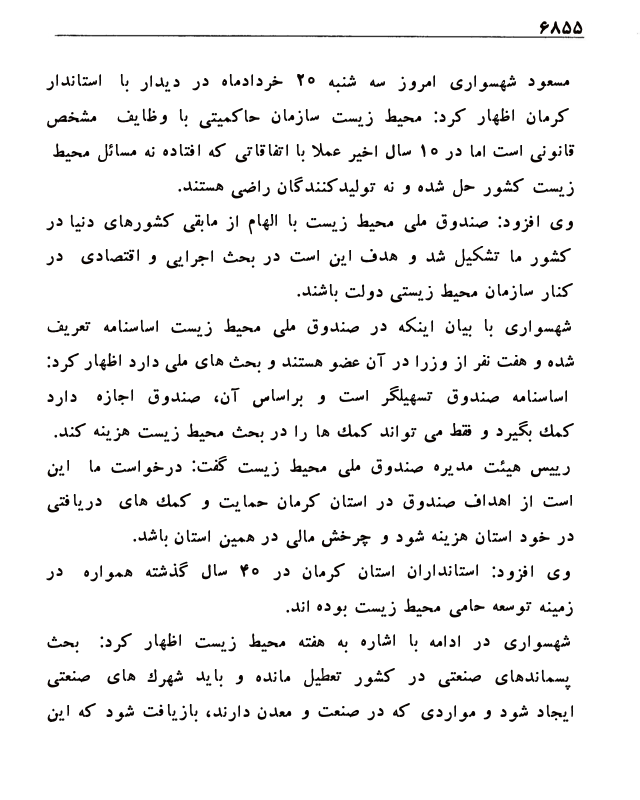 ۶۸۵۵
مسعود شهسواری امروز سه شنبه ۲۰ خردادماه در دیدار با استاندار
کرمان اظهار کرد: محیط زیست سازمان حاکمیتی با وظایف مشخص
قانونی است اما در ۱۰ سال اخیر عملا با اتفاقاتی که افتاده نه مسائل محیط
زیست کشور حل شده و نه تولیدکنندگان راضی هستند.
وی افزود: صندوق ملی محیط زیست با الهام از مابقی کشورهای دنیا در
کشور ما تشکیل شد و هدف این است در بحث اجرایی و اقتصادی در
کنار سازمان محیط زیستی دولت باشند.
شهسواری با بیان اینکه در صندوق ملی محیط زیست اساسنامه تعریف
شده و هفت نفر از وزرا در آن عضو هستند و بحث های ملی دارد اظهار کرد:
اساسنامه صندوق تسهیلگر است و براساس آن، صندوق اجازه دارد
کمک بگیرد و فقط می تواند کمک ها را در بحث محیط زیست هزینه کند.
رییس هیئت مدیره صندوق ملی محیط زیست گفت: درخواست ما این
است از اهداف صندوق در استان کرمان حمایت و کمک های دریافتی
در خود استان هزینه شود و چرخش مالی در همین استان باشد.
وی افزود: استانداران استان کرمان در ۴۰ سال گذشته همواره در
زمینه توسعه حامی محیط زیست بوده اند.
شهسواری در ادامه با اشاره به هفته محیط زیست اظهار کرد: بحث
پسماندهای صنعتی در کشور تعطیل مانده و باید شهرک های صنعتی
ایجاد شود و مواردی که در صنعت و معدن دارند، بازیافت شود که این